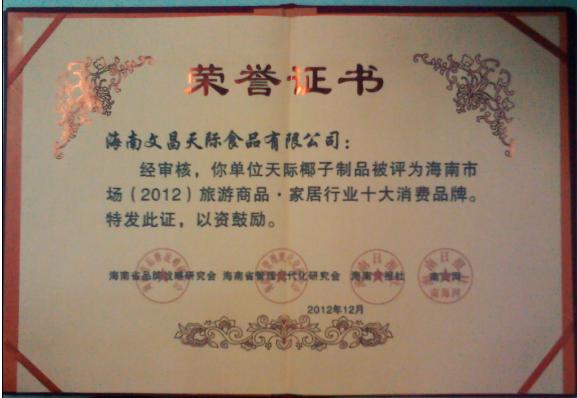 荣誉证书
海南文昌天际食品有限公司：
经审核，你单位天际椰子制品被评为海南市
场（2012）旅游商品·家居行业十大消费品牌。
特发此证，以资鼓励。
海南省品牌战略研究会 海南省管理现代化研究会 海南日报社 南海网
2012年12月